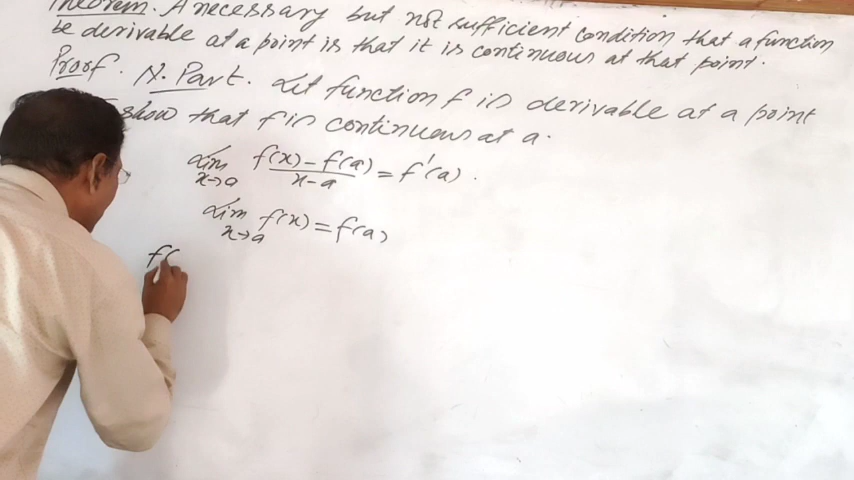 Theorem. A necessary but not sufficient condition that a function
be derivable at a point is that it is continuous at that point.
Proof. N. Part. Let function f is derivable at a point
show that f is continuous at a.
lim x→a f(x) – f(a) / x – a = f'(a).
lim x→a f(x) = f(a)
f(